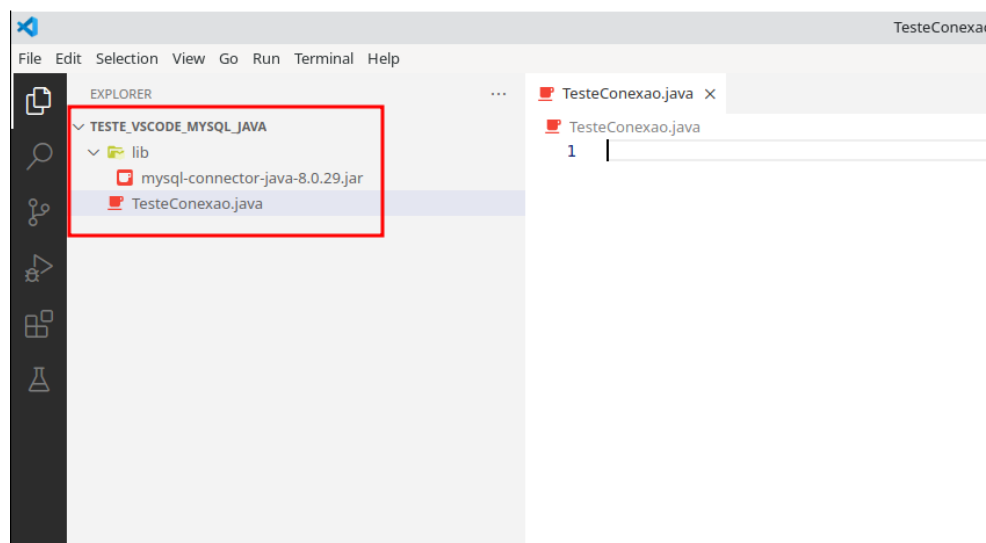 TesteConexao
File Edit Selection View Go Run Terminal Help
EXPLORER
...
TESTE_VSCODE_MYSQL_JAVA
lib
mysql-connector-java-8.0.29.jar
TesteConexao.java
TesteConexao.java
TesteConexao.java
1